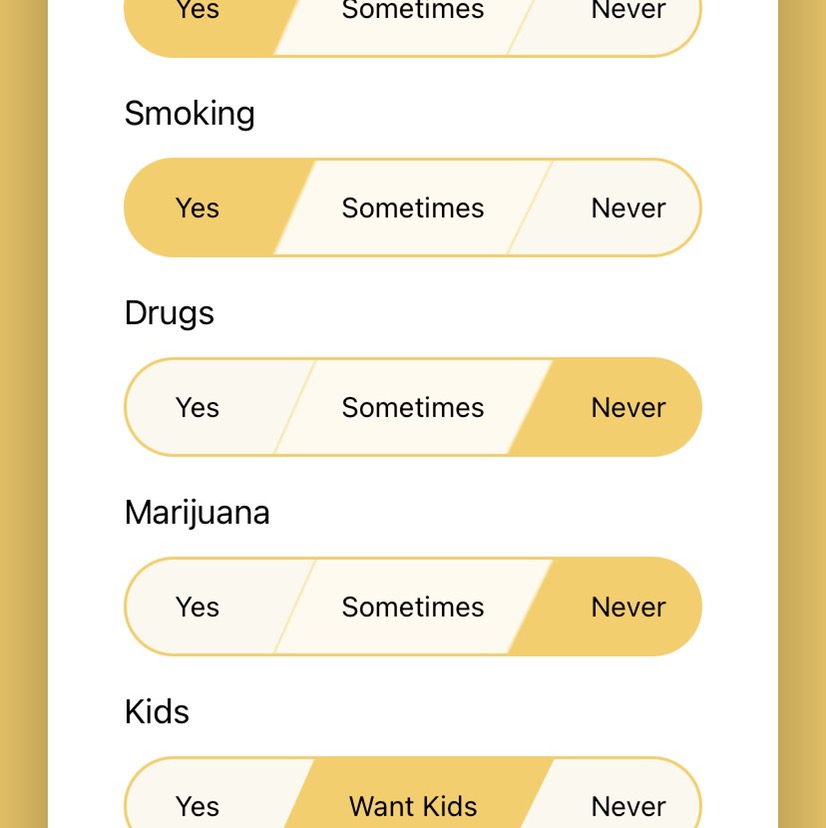 Yes Sometimes Never
Smoking
Yes Sometimes Never
Drugs
Yes Sometimes Never
Marijuana
Yes Sometimes Never
Kids
Yes Want Kids Never